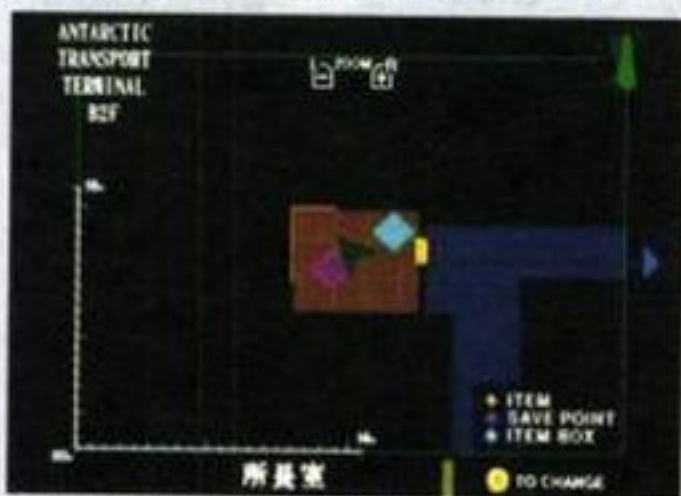 ANTARCTIC
TRANSPORT
TERMINAL
B2F
L ZOOM R
ITEM
SAVE POINT
ITEM BOX
所長室
TO CHANGE